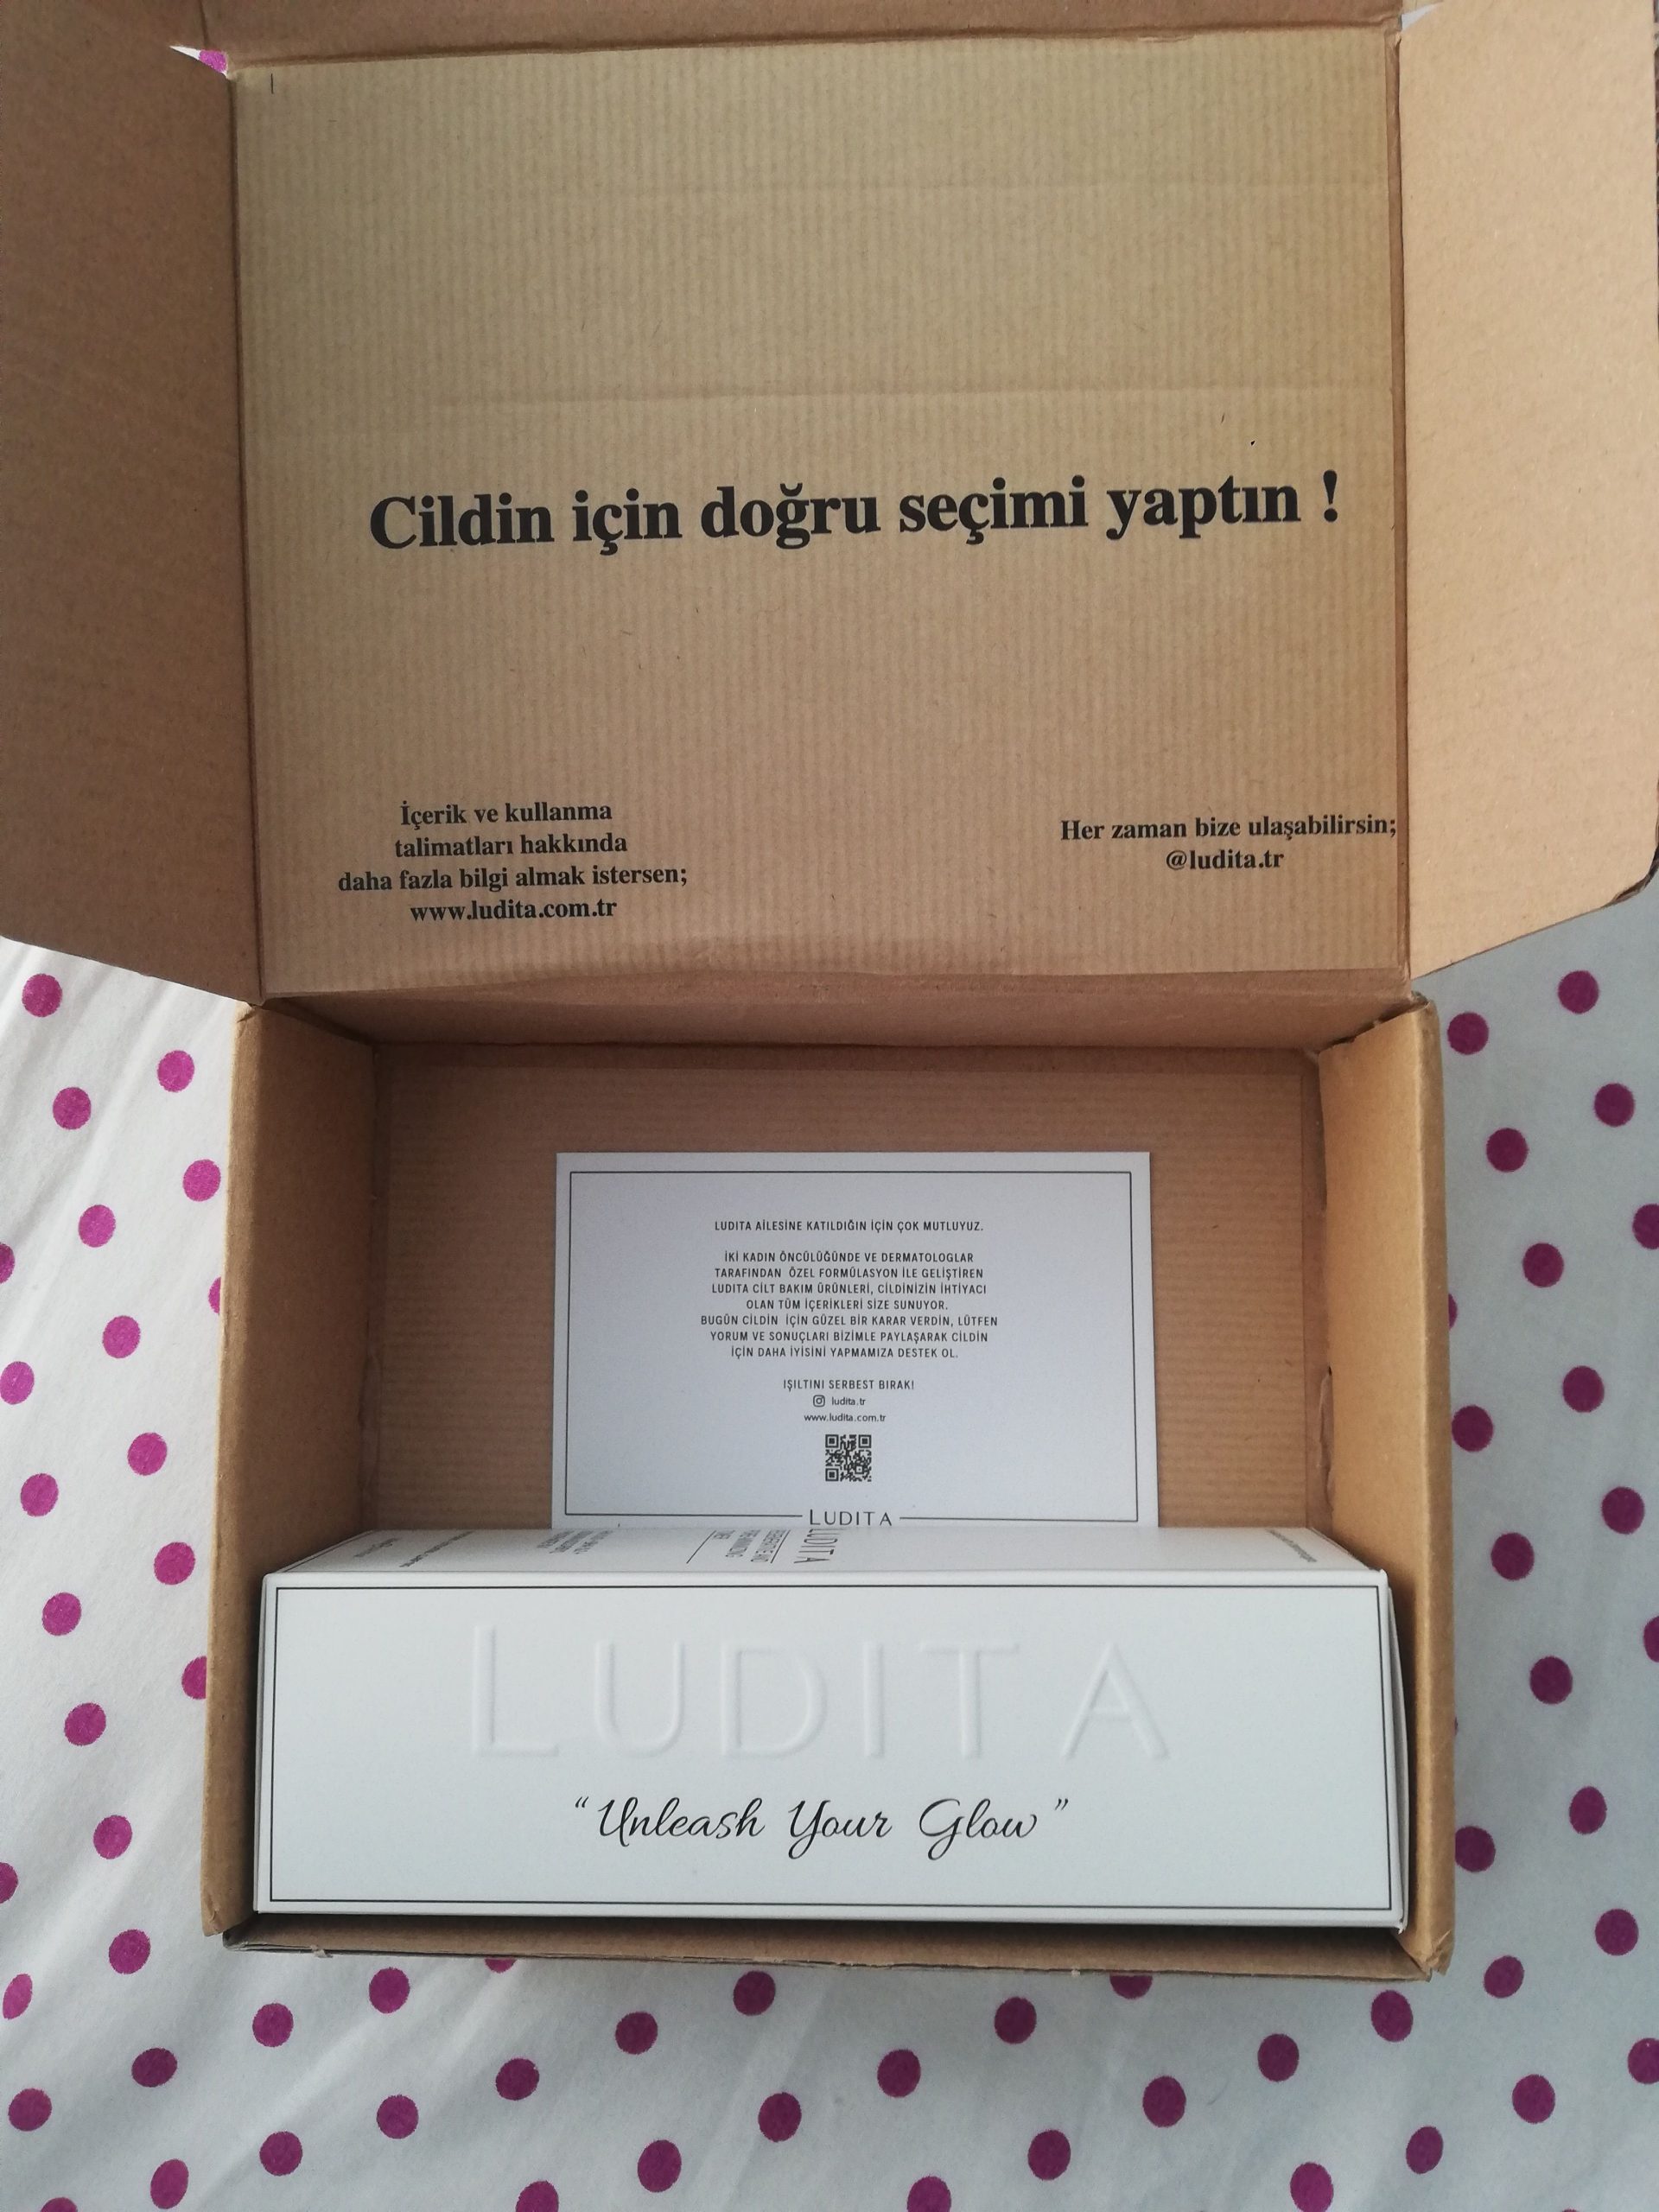 Cildin için doğru seçimi yaptın !
İçerik ve kullanma
talimatları hakkında
daha fazla bilgi almak istersen;
www.ludita.com.tr
Her zaman bize ulaşabilirsin;
@ludita.tr
LUDITA AİLESİNE KATILDIĞIN İÇİN ÇOK MUTLUYUZ.
İKİ KADIN ÖNCÜLÜĞÜNDE VE DERMATOLOGLAR
TARAFINDAN ÖZEL FORMÜLASYON İLE GELİŞTİREN
LUDITA CİLT BAKIM ÜRÜNLERİ, CİLDİNİZİN İHTİYACI
OLAN TÜM İÇERİKLERİ SİZE SUNUYOR.
BUGÜN CİLDİN İÇİN GÜZEL BİR KARAR VERDİN, LÜTFEN
YORUM VE SONUÇLARI BİZİMLE PAYLAŞARAK CİLDİN
İÇİN DAHA İYİSİNİ YAPMAMIZA DESTEK OL.
IŞILTINI SERBEST BIRAK!
ludita.tr
www.ludita.com.tr
LUDITA
LUDITA
LUDITA
“Unleash Your Glow”